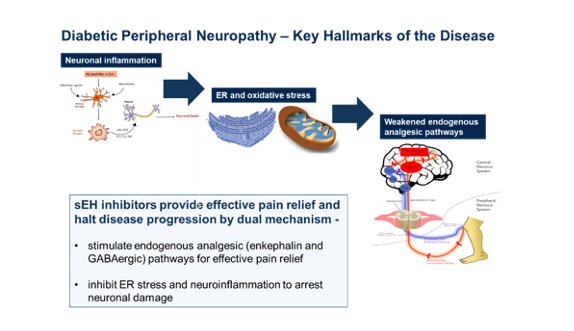 Diabetic Peripheral Neuropathy – Key Hallmarks of the Disease
Neuronal inflammation
ER and oxidative stress
Weakened endogenous
analgesic pathways
Neuronal Death
Central
Nervous
System
Peripheral
Nervous
System
sEH inhibitors provide effective pain relief and
halt disease progression by dual mechanism -
• stimulate endogenous analgesic (enkephalin and
GABAergic) pathways for effective pain relief
• inhibit ER stress and neuroinflammation to arrest
neuronal damage